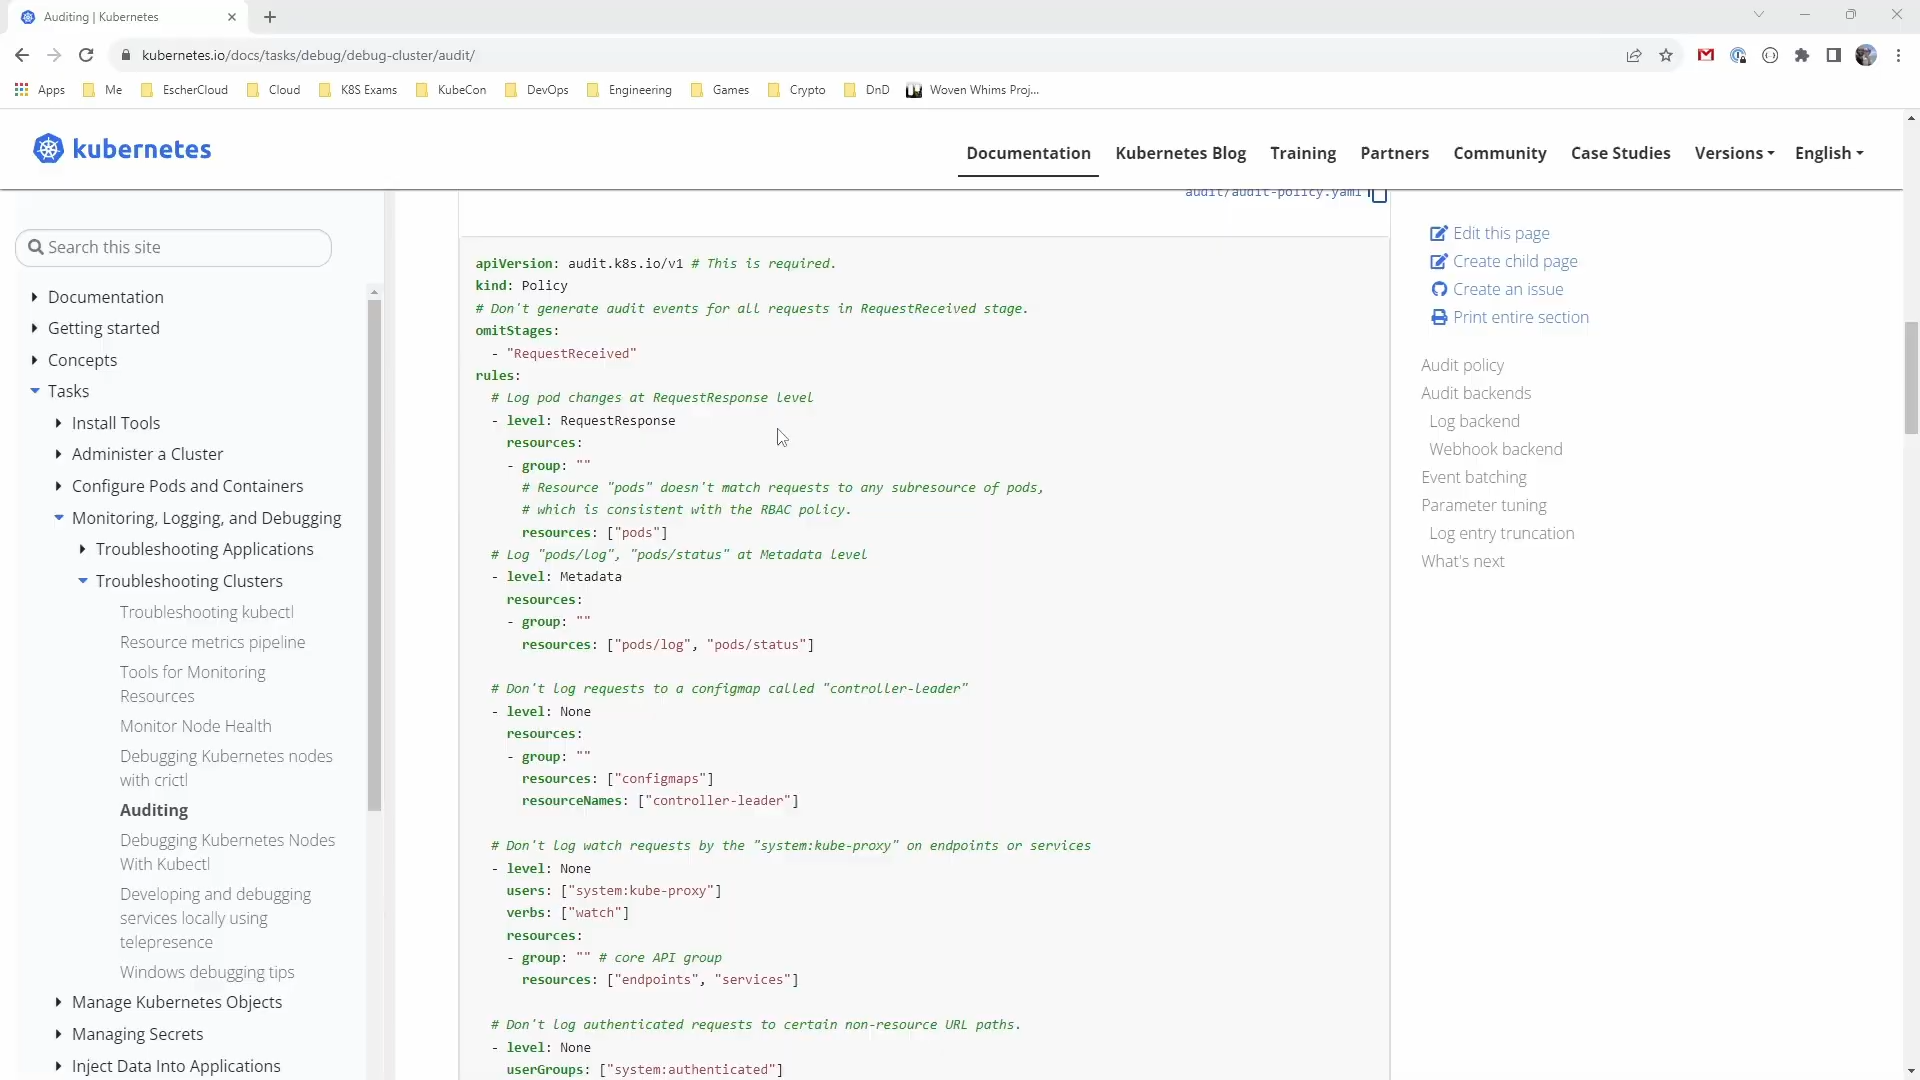 Auditing | Kubernetes
kubernetes.io/docs/tasks/debug/debug-cluster/audit/
Apps
Me
EscherCloud
Cloud
K8S Exams
KubeCon
DevOps
Engineering
Games
Crypto
DnD
Woven Whims Proj...
kubernetes
Documentation
Kubernetes Blog
Training
Partners
Community
Case Studies
Versions
English
Search this site
Documentation
Getting started
Concepts
Tasks
Install Tools
Administer a Cluster
Configure Pods and Containers
Monitoring, Logging, and Debugging
Troubleshooting Applications
Troubleshooting Clusters
Troubleshooting kubectl
Resource metrics pipeline
Tools for Monitoring
Resources
Monitor Node Health
Debugging Kubernetes nodes
with crictl
Auditing
Debugging Kubernetes Nodes
With Kubectl
Developing and debugging
services locally using
telepresence
Windows debugging tips
Manage Kubernetes Objects
Managing Secrets
Inject Data Into Applications
audit/audit-policy.yaml
apiVersion: audit.k8s.io/v1 # This is required.
kind: Policy
# Don't generate audit events for all requests in RequestReceived stage.
omitStages:
- "RequestReceived"
rules:
# Log pod changes at RequestResponse level
- level: RequestResponse
resources:
- group: ""
# Resource "pods" doesn't match requests to any subresource of pods,
# which is consistent with the RBAC policy.
resources: ["pods"]
# Log "pods/log", "pods/status" at Metadata level
- level: Metadata
resources:
- group: ""
resources: ["pods/log", "pods/status"]
# Don't log requests to a configmap called "controller-leader"
- level: None
resources:
- group: ""
resources: ["configmaps"]
resourceNames: ["controller-leader"]
# Don't log watch requests by the "system:kube-proxy" on endpoints or services
- level: None
users: ["system:kube-proxy"]
verbs: ["watch"]
resources:
- group: "" # core API group
resources: ["endpoints", "services"]
# Don't log authenticated requests to certain non-resource URL paths.
- level: None
userGroups: ["system:authenticated"]
Edit this page
Create child page
Create an issue
Print entire section
Audit policy
Audit backends
Log backend
Webhook backend
Event batching
Parameter tuning
Log entry truncation
What's next